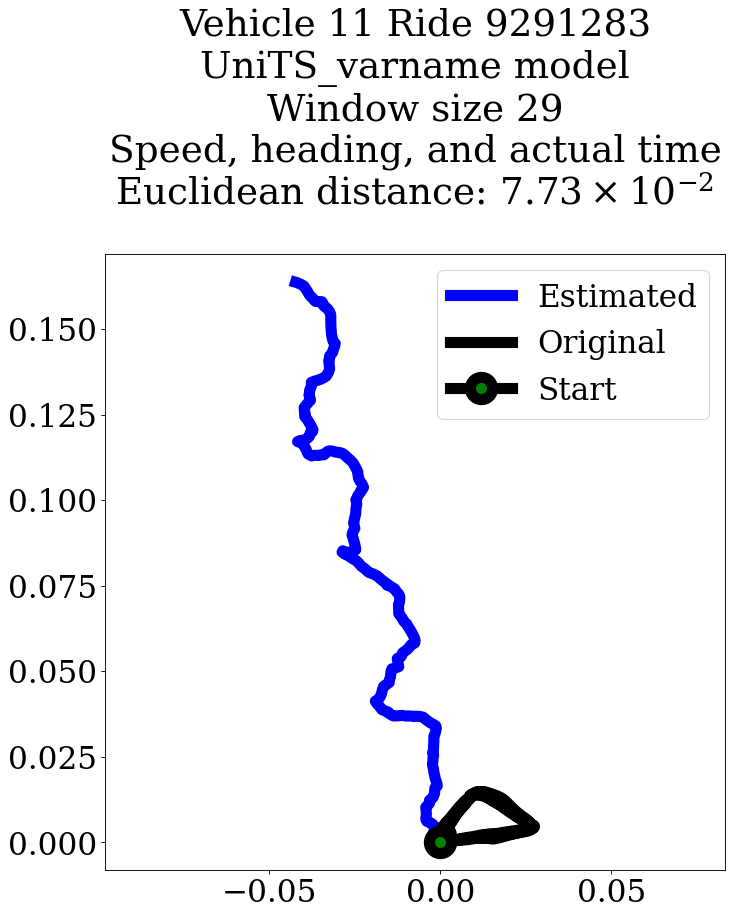 Vehicle 11 Ride 9291283
UniTS_varname model
Window size 29
Speed, heading, and actual time
Euclidean distance: 7.73 × 10⁻²
Estimated
Original
Start
0.150
0.125
0.100
0.075
0.050
0.025
0.000
−0.05 0.00 0.05